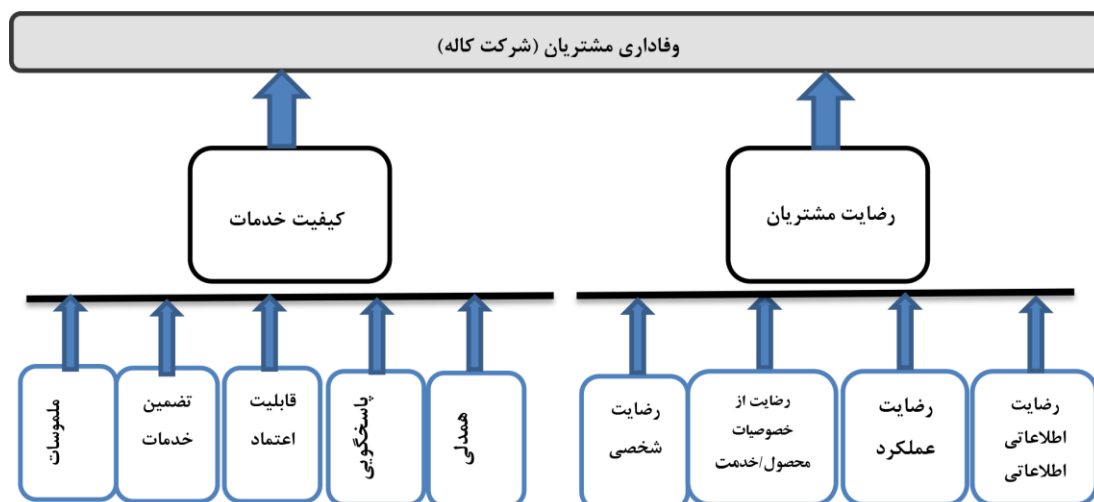 وفاداری مشتریان (شرکت کاله)
رضایت مشتریان
کیفیت خدمات
رضایت
اطلاعاتی
اطلاعاتی
رضایت
عملکرد
رضایت از
خصوصیات
محصول/خدمت
رضایت
شخصی
همدلی
پاسخگویی
قابلیت
اعتماد
تضمین
خدمات
ملموسات